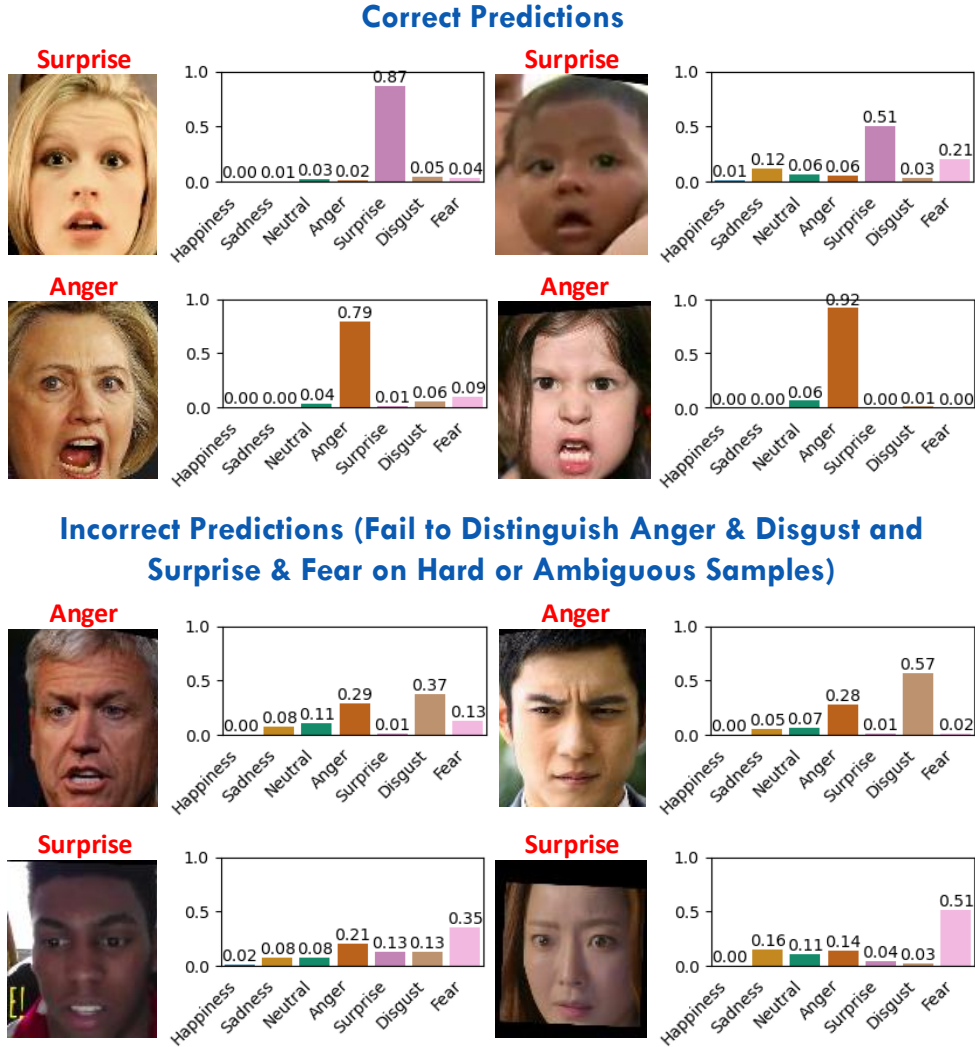 Correct Predictions
Surprise
1.0
0.5
0.0
0.00 0.01 0.03 0.02 0.87 0.05 0.04
Happiness Sadness Neutral Anger Surprise Disgust Fear
Surprise
1.0
0.5
0.0
0.01 0.12 0.06 0.06 0.51 0.03 0.21
Happiness Sadness Neutral Anger Surprise Disgust Fear
Anger
1.0
0.5
0.0
0.00 0.00 0.04 0.79 0.01 0.06 0.09
Happiness Sadness Neutral Anger Surprise Disgust Fear
Anger
1.0
0.5
0.0
0.00 0.00 0.06 0.92 0.00 0.01 0.00
Happiness Sadness Neutral Anger Surprise Disgust Fear
Incorrect Predictions (Fail to Distinguish Anger & Disgust and
Surprise & Fear on Hard or Ambiguous Samples)
Anger
1.0
0.5
0.0
0.00 0.08 0.11 0.29 0.01 0.37 0.13
Happiness Sadness Neutral Anger Surprise Disgust Fear
Anger
1.0
0.5
0.0
0.00 0.05 0.07 0.28 0.01 0.57 0.02
Happiness Sadness Neutral Anger Surprise Disgust Fear
Surprise
E!
1.0
0.5
0.0
0.02 0.08 0.08 0.21 0.13 0.13 0.35
Happiness Sadness Neutral Anger Surprise Disgust Fear
Surprise
1.0
0.5
0.0
0.00 0.16 0.11 0.14 0.04 0.03 0.51
Happiness Sadness Neutral Anger Surprise Disgust Fear